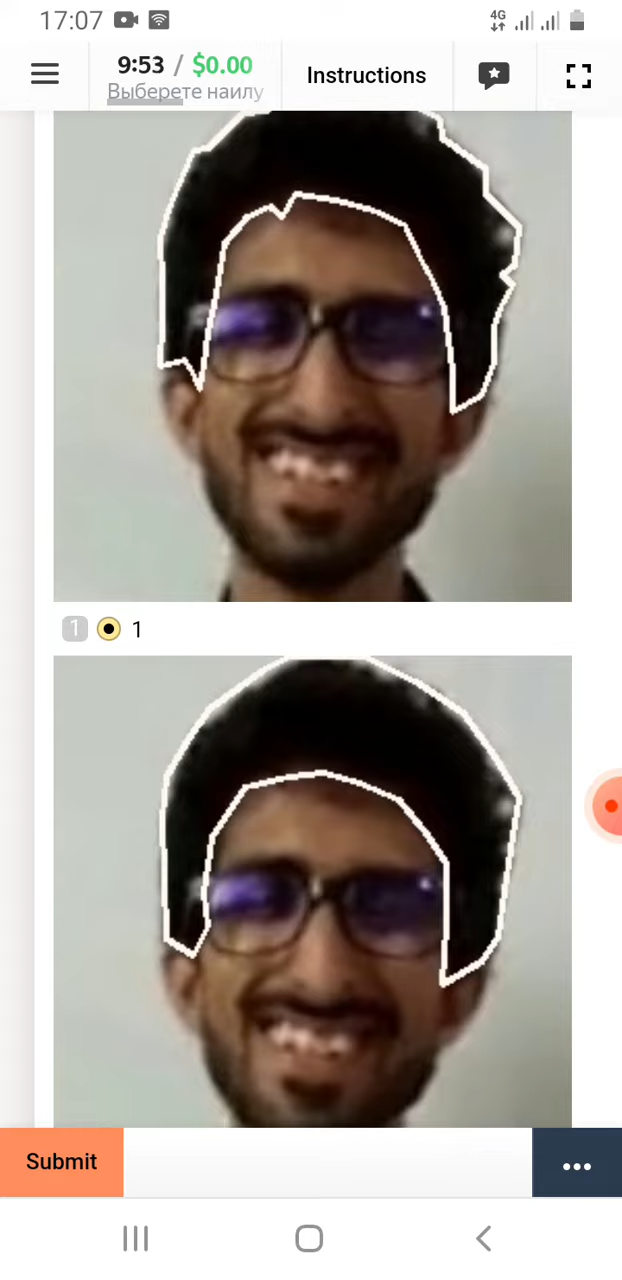 17:07
4G
9:53 / $0.00
Выберете наилу
Instructions
1 1
Submit